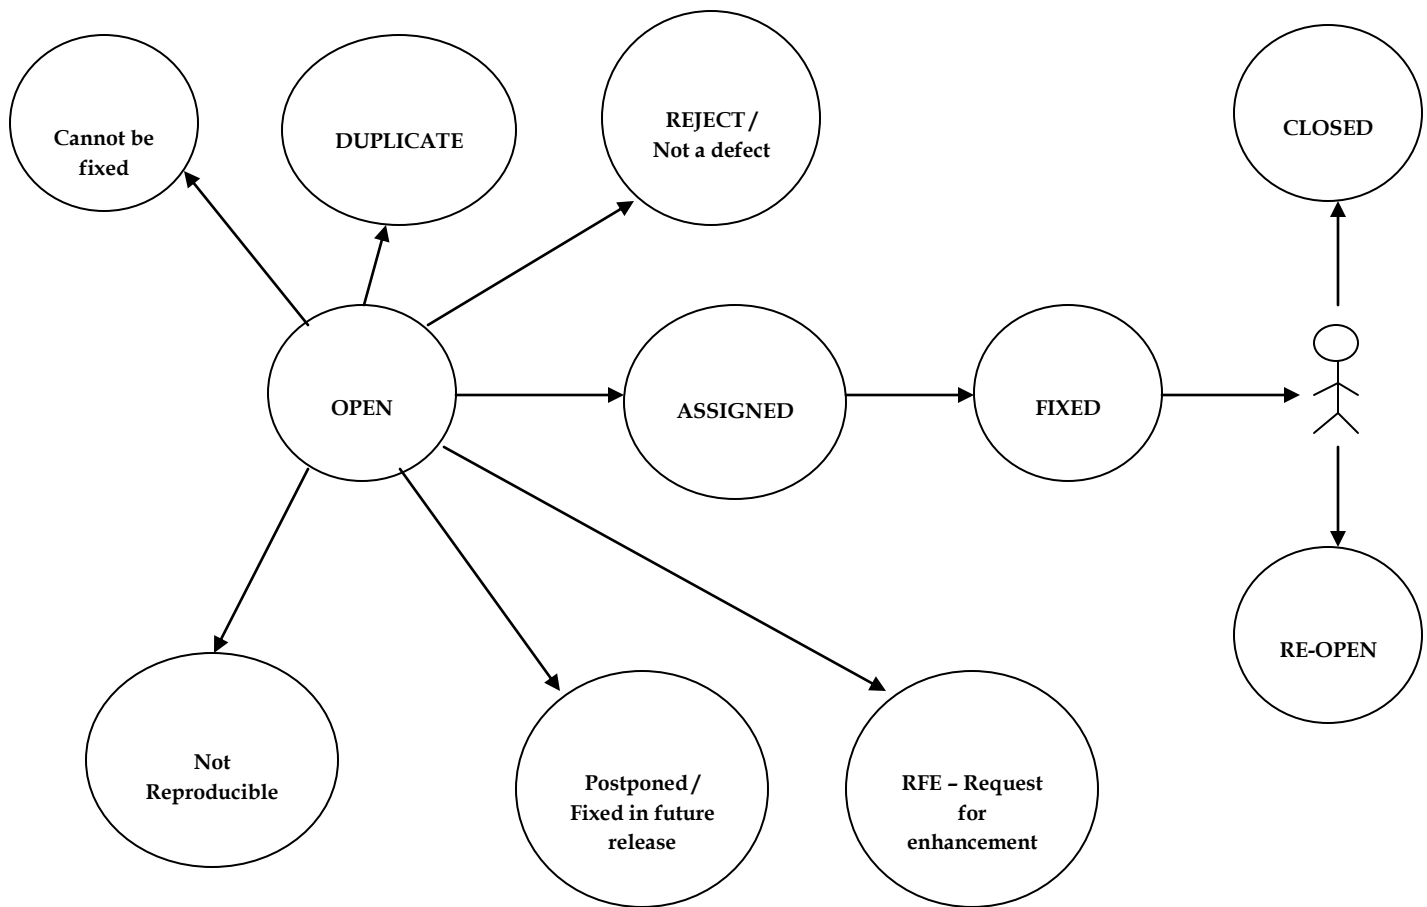 Cannot be
fixed
DUPLICATE
REJECT /
Not a defect
CLOSED
OPEN
ASSIGNED
FIXED
RE-OPEN
Not
Reproducible
Postponed /
Fixed in future
release
RFE – Request
for
enhancement